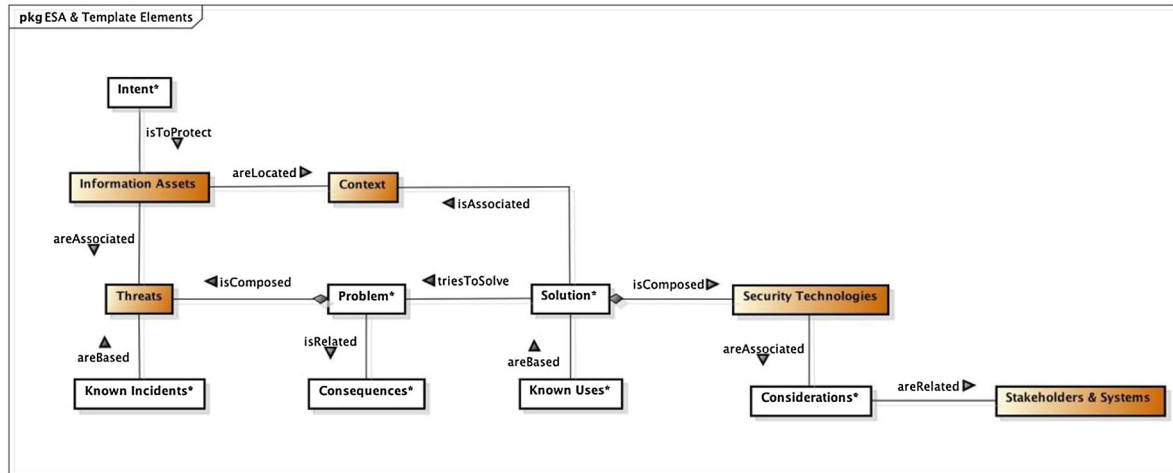 pkg ESA & Template Elements
Intent*
isToProtect
Information Assets
areLocated
Context
isAssociated
areAssociated
Threats
isComposed
Problem*
triesToSolve
Solution*
isComposed
Security Technologies
areBased
isRelated
areBased
areAssociated
Known Incidents*
Consequences*
Known Uses*
Considerations*
areRelated
Stakeholders & Systems